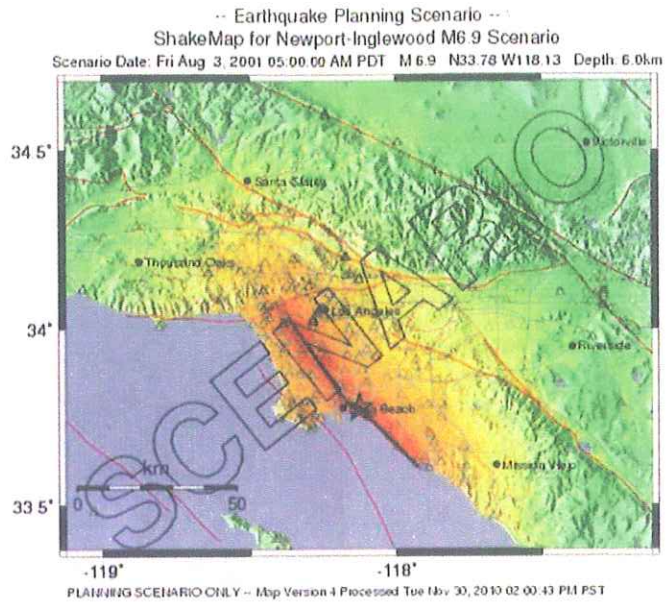 -- Earthquake Planning Scenario --
ShakeMap for Newport-Inglewood M6.9 Scenario
Scenario Date: Fri Aug 3, 2001 05:00:00 AM PDT M 6.9 N33.78 W118.13 Depth: 6.0km
34.5°
Victorville
Santa Clarita
Thousand Oaks
34°
Los Angeles
Riverside
Long Beach
Mission Viejo
km
0 50
33.5°
SCENARIO
-119° -118°
PLANNING SCENARIO ONLY -- Map Version 4 Processed Tue Nov 30, 2010 02:00:43 PM PST